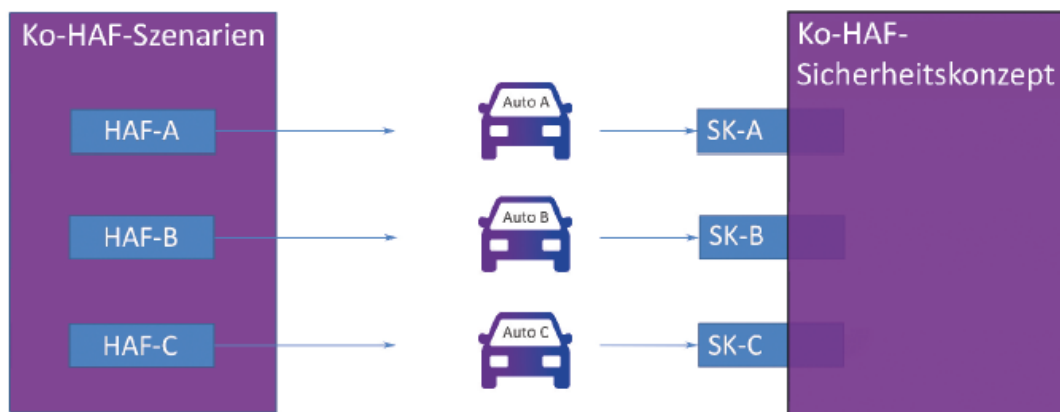 Ko-HAF-Szenarien
Ko-HAF-
Sicherheitskonzept
HAF-A
Auto A
SK-A
HAF-B
Auto B
SK-B
HAF-C
Auto C
SK-C